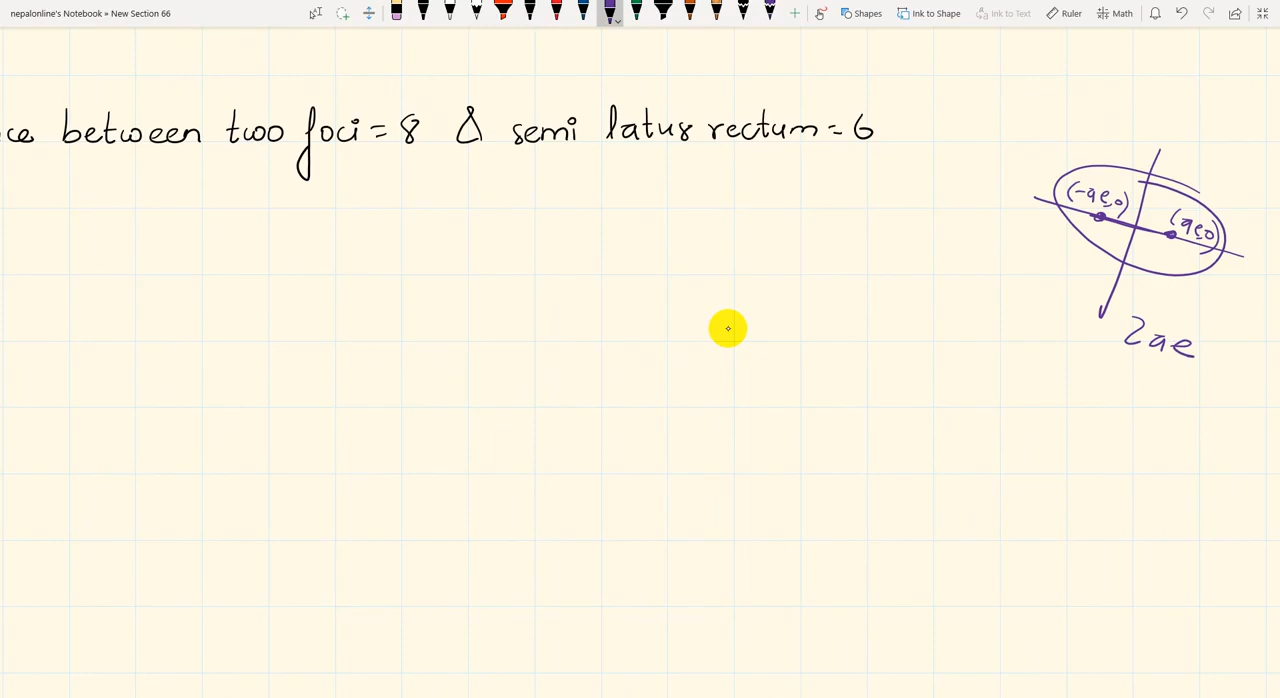 nepalonline's Notebook » New Section 66
Shapes
Ink to Shape
Ink to Text
Ruler
Math
between two foci = 8 & semi latus rectum = 6
(-ae,0)
(ae,0)
2ae